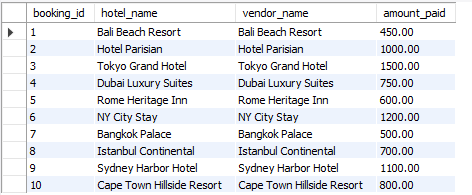 booking_id hotel_name vendor_name amount_paid
1 Bali Beach Resort Bali Beach Resort 450.00
2 Hotel Parisian Hotel Parisian 1000.00
3 Tokyo Grand Hotel Tokyo Grand Hotel 1500.00
4 Dubai Luxury Suites Dubai Luxury Suites 750.00
5 Rome Heritage Inn Rome Heritage Inn 600.00
6 NY City Stay NY City Stay 1200.00
7 Bangkok Palace Bangkok Palace 500.00
8 Istanbul Continental Istanbul Continental 700.00
9 Sydney Harbor Hotel Sydney Harbor Hotel 1100.00
10 Cape Town Hillside Resort Cape Town Hillside Resort 800.00